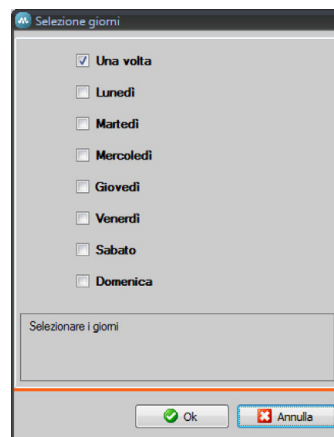 Selezione giorni
Una volta
Lunedì
Martedì
Mercoledì
Giovedì
Venerdì
Sabato
Domenica
Selezionare i giorni
Ok
Annulla